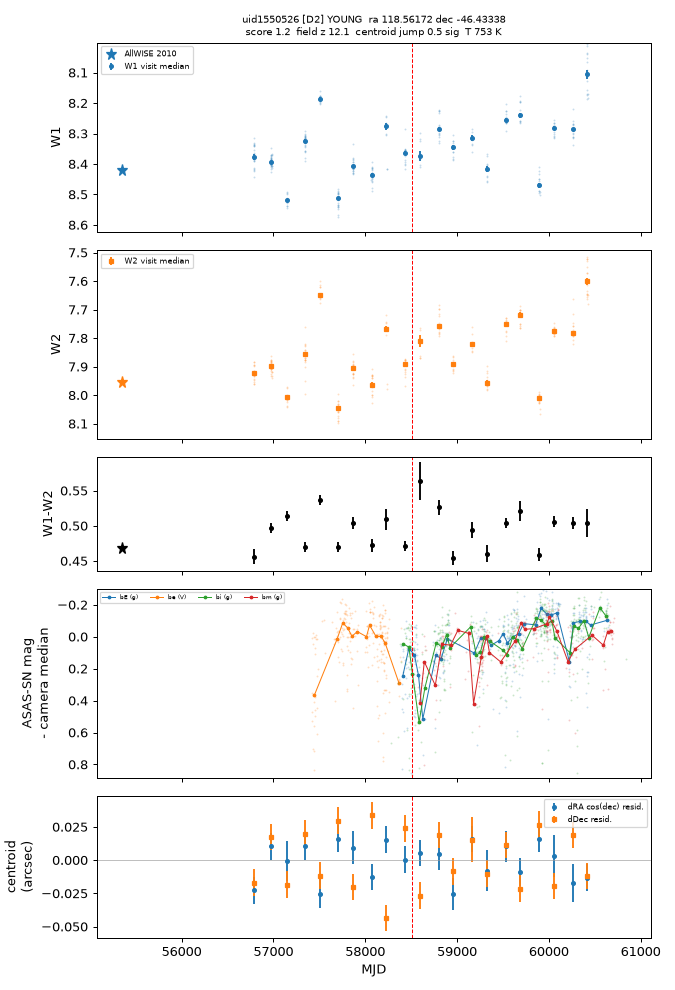 uid1550526 [D2] YOUNG ra 118.56172 dec -46.43338
score 1.2 field z 12.1 centroid jump 0.5 sig T 753 K
AllWISE 2010
W1 visit median
W1
8.1
8.2
8.3
8.4
8.5
8.6
W2 visit median
W2
7.5
7.6
7.7
7.8
7.9
8.0
8.1
W1-W2
0.55
0.50
0.45
bE (g)
be (V)
bi (g)
bm (g)
ASAS-SN mag
- camera median
−0.2
0.0
0.2
0.4
0.6
0.8
dRA cos(dec) resid.
dDec resid.
centroid
(arcsec)
0.025
0.000
−0.025
−0.050
56000
57000
58000
59000
60000
61000
MJD